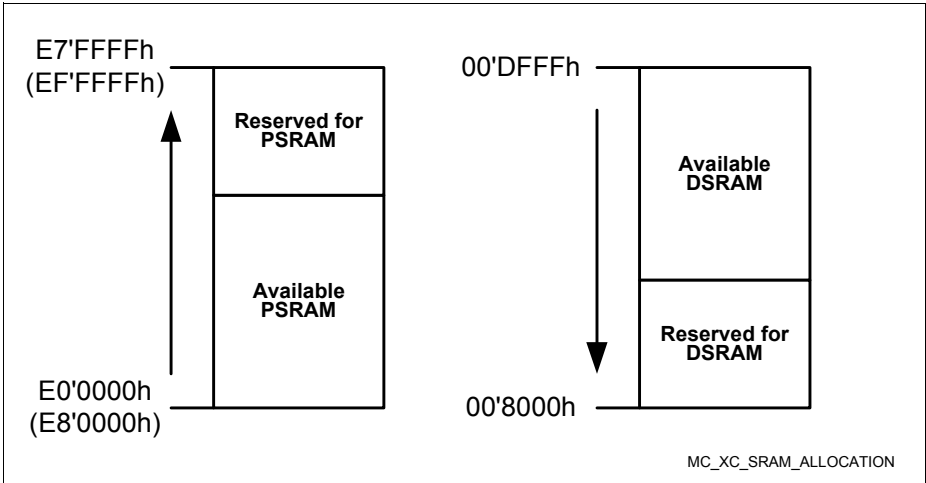 E7'FFFFh
(EF'FFFFh)
Reserved for
PSRAM
Available
PSRAM
E0'0000h
(E8'0000h)
00'DFFFh
Available
DSRAM
Reserved for
DSRAM
00'8000h
MC_XC_SRAM_ALLOCATION